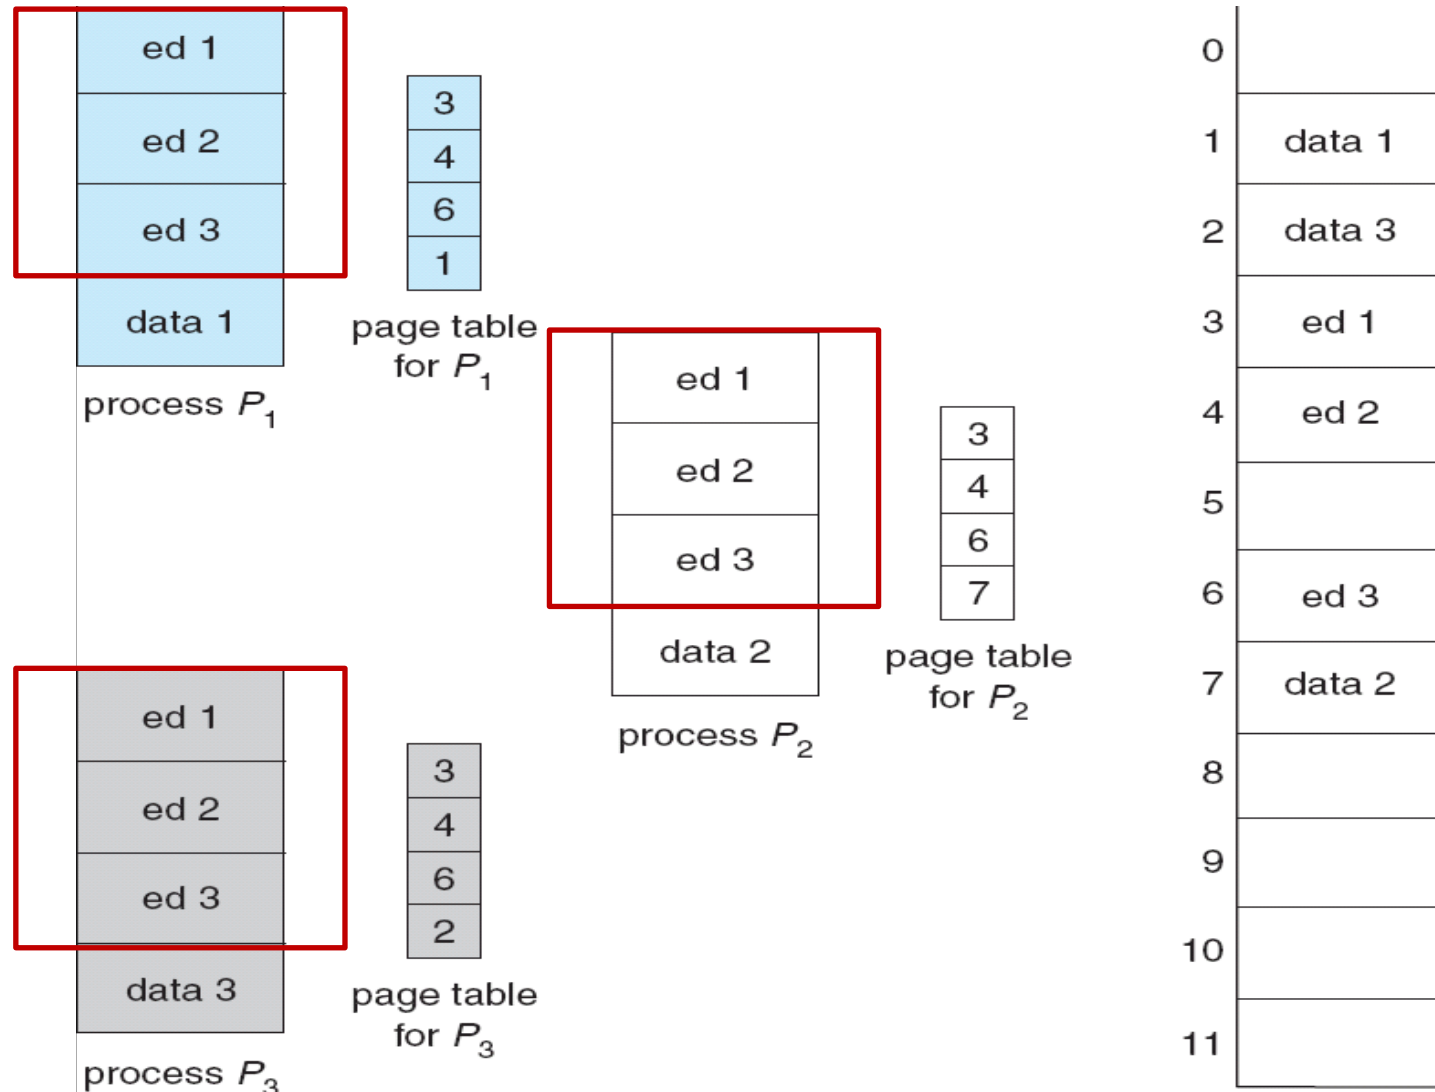 ed 1
ed 2
ed 3
data 1
process P1
3
4
6
1
page table
for P1
ed 1
ed 2
ed 3
data 2
process P2
3
4
6
7
page table
for P2
ed 1
ed 2
ed 3
data 3
process P3
3
4
6
2
page table
for P3
0
1 data 1
2 data 3
3 ed 1
4 ed 2
5
6 ed 3
7 data 2
8
9
10
11